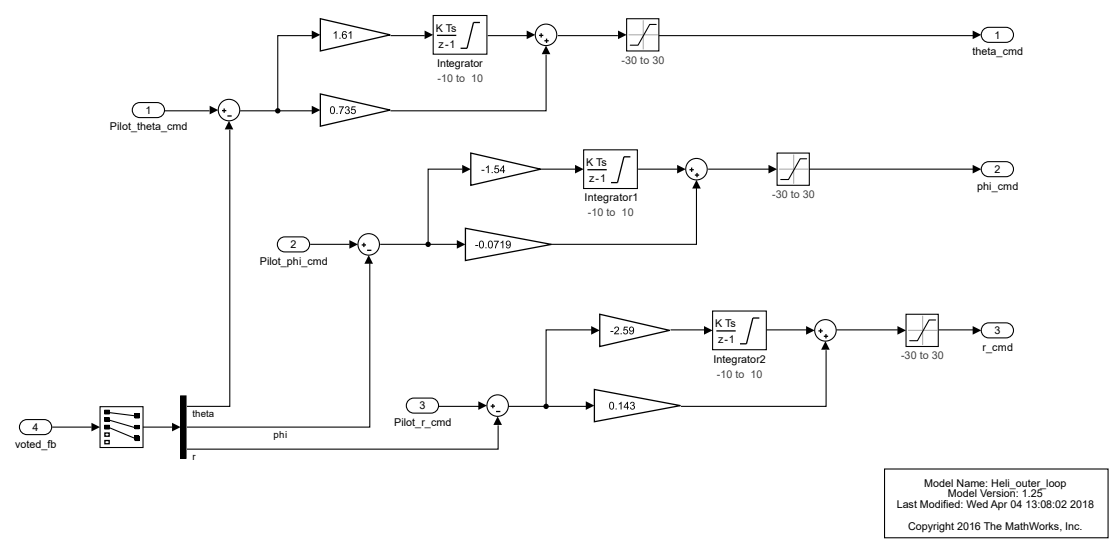 1.61
K Ts
z-1
Integrator
-10 to 10
-30 to 30
1
theta_cmd
1
Pilot_theta_cmd
+
-
0.735
+
+
-1.54
K Ts
z-1
Integrator1
-10 to 10
+
+
-30 to 30
2
phi_cmd
2
Pilot_phi_cmd
+
-
-0.0719
-2.59
K Ts
z-1
Integrator2
-10 to 10
+
+
-30 to 30
3
r_cmd
3
Pilot_r_cmd
+
-
0.143
4
voted_fb
theta
phi
r
Model Name: Heli_outer_loop
Model Version: 1.25
Last Modified: Wed Apr 04 13:08:02 2018
Copyright 2016 The MathWorks, Inc.